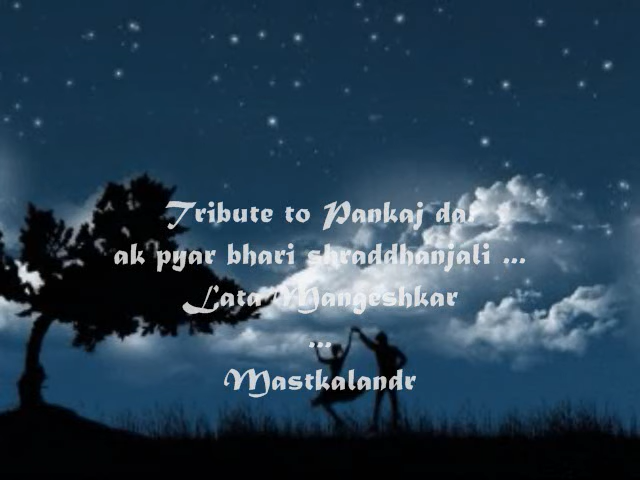 Tribute to Pankaj da.
ak pyar bhari shraddhanjali ...
Lata Mangeshkar
...
Mastkalandr